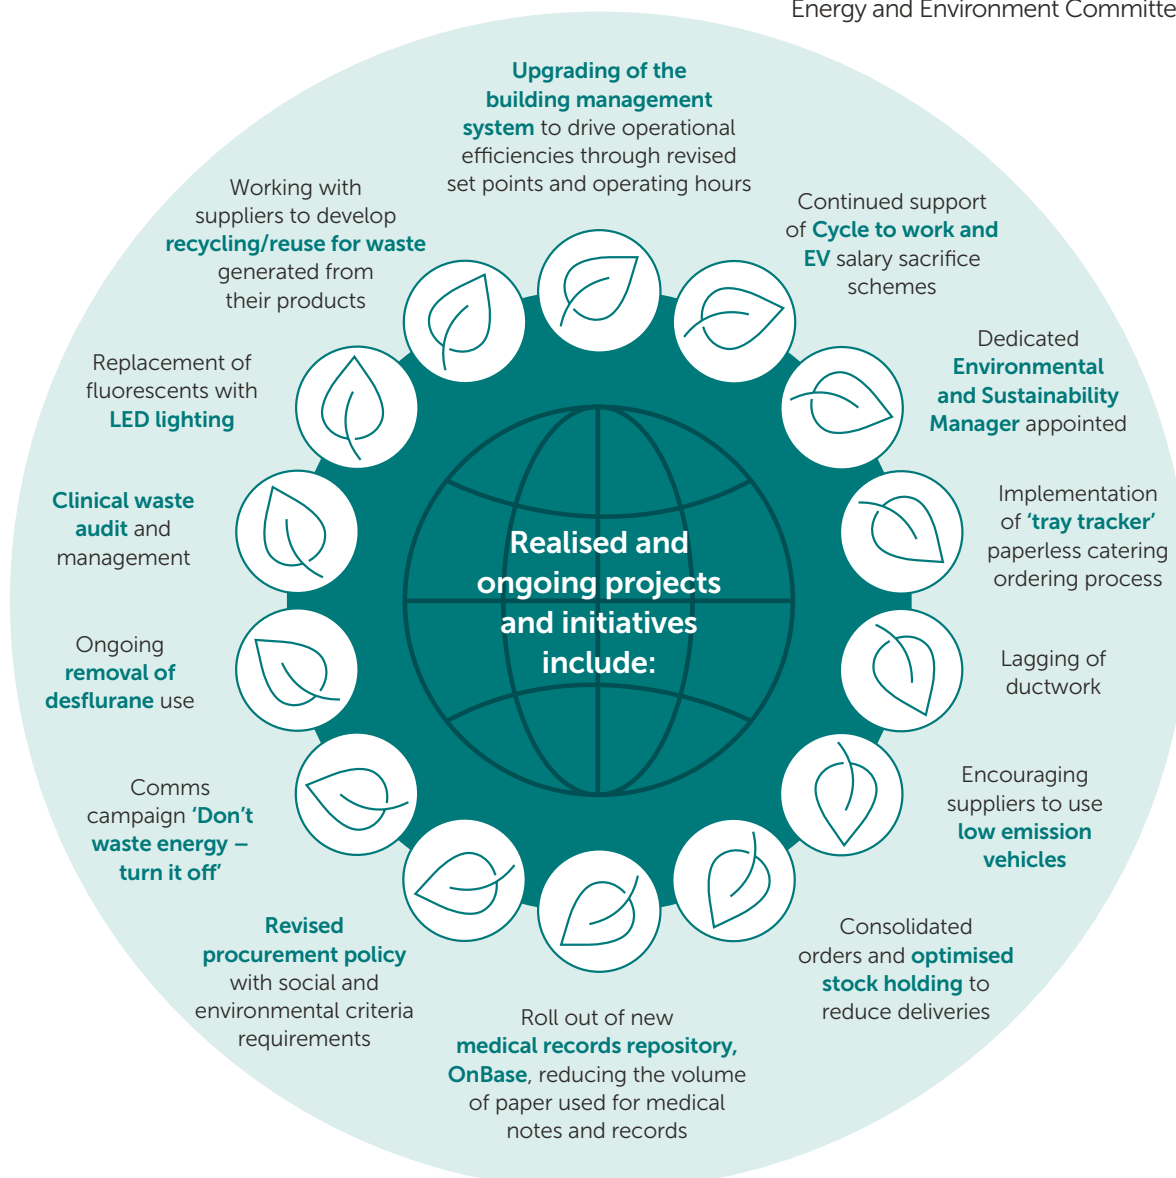 Energy and Environment Committe
Upgrading of the
building management
system to drive operational
efficiencies through revised
set points and operating hours
Continued support
of Cycle to work and
EV salary sacrifice
schemes
Dedicated
Environmental
and Sustainability
Manager appointed
Implementation
of ‘tray tracker’
paperless catering
ordering process
Lagging of
ductwork
Encouraging
suppliers to use
low emission
vehicles
Consolidated
orders and optimised
stock holding to
reduce deliveries
Roll out of new
medical records repository,
OnBase, reducing the volume
of paper used for medical
notes and records
Revised
procurement policy
with social and
environmental criteria
requirements
Comms
campaign ‘Don’t
waste energy –
turn it off’
Ongoing
removal of
desflurane use
Clinical waste
audit and
management
Replacement of
fluorescents with
LED lighting
Working with
suppliers to develop
recycling/reuse for waste
generated from
their products
Realised and
ongoing projects
and initiatives
include: